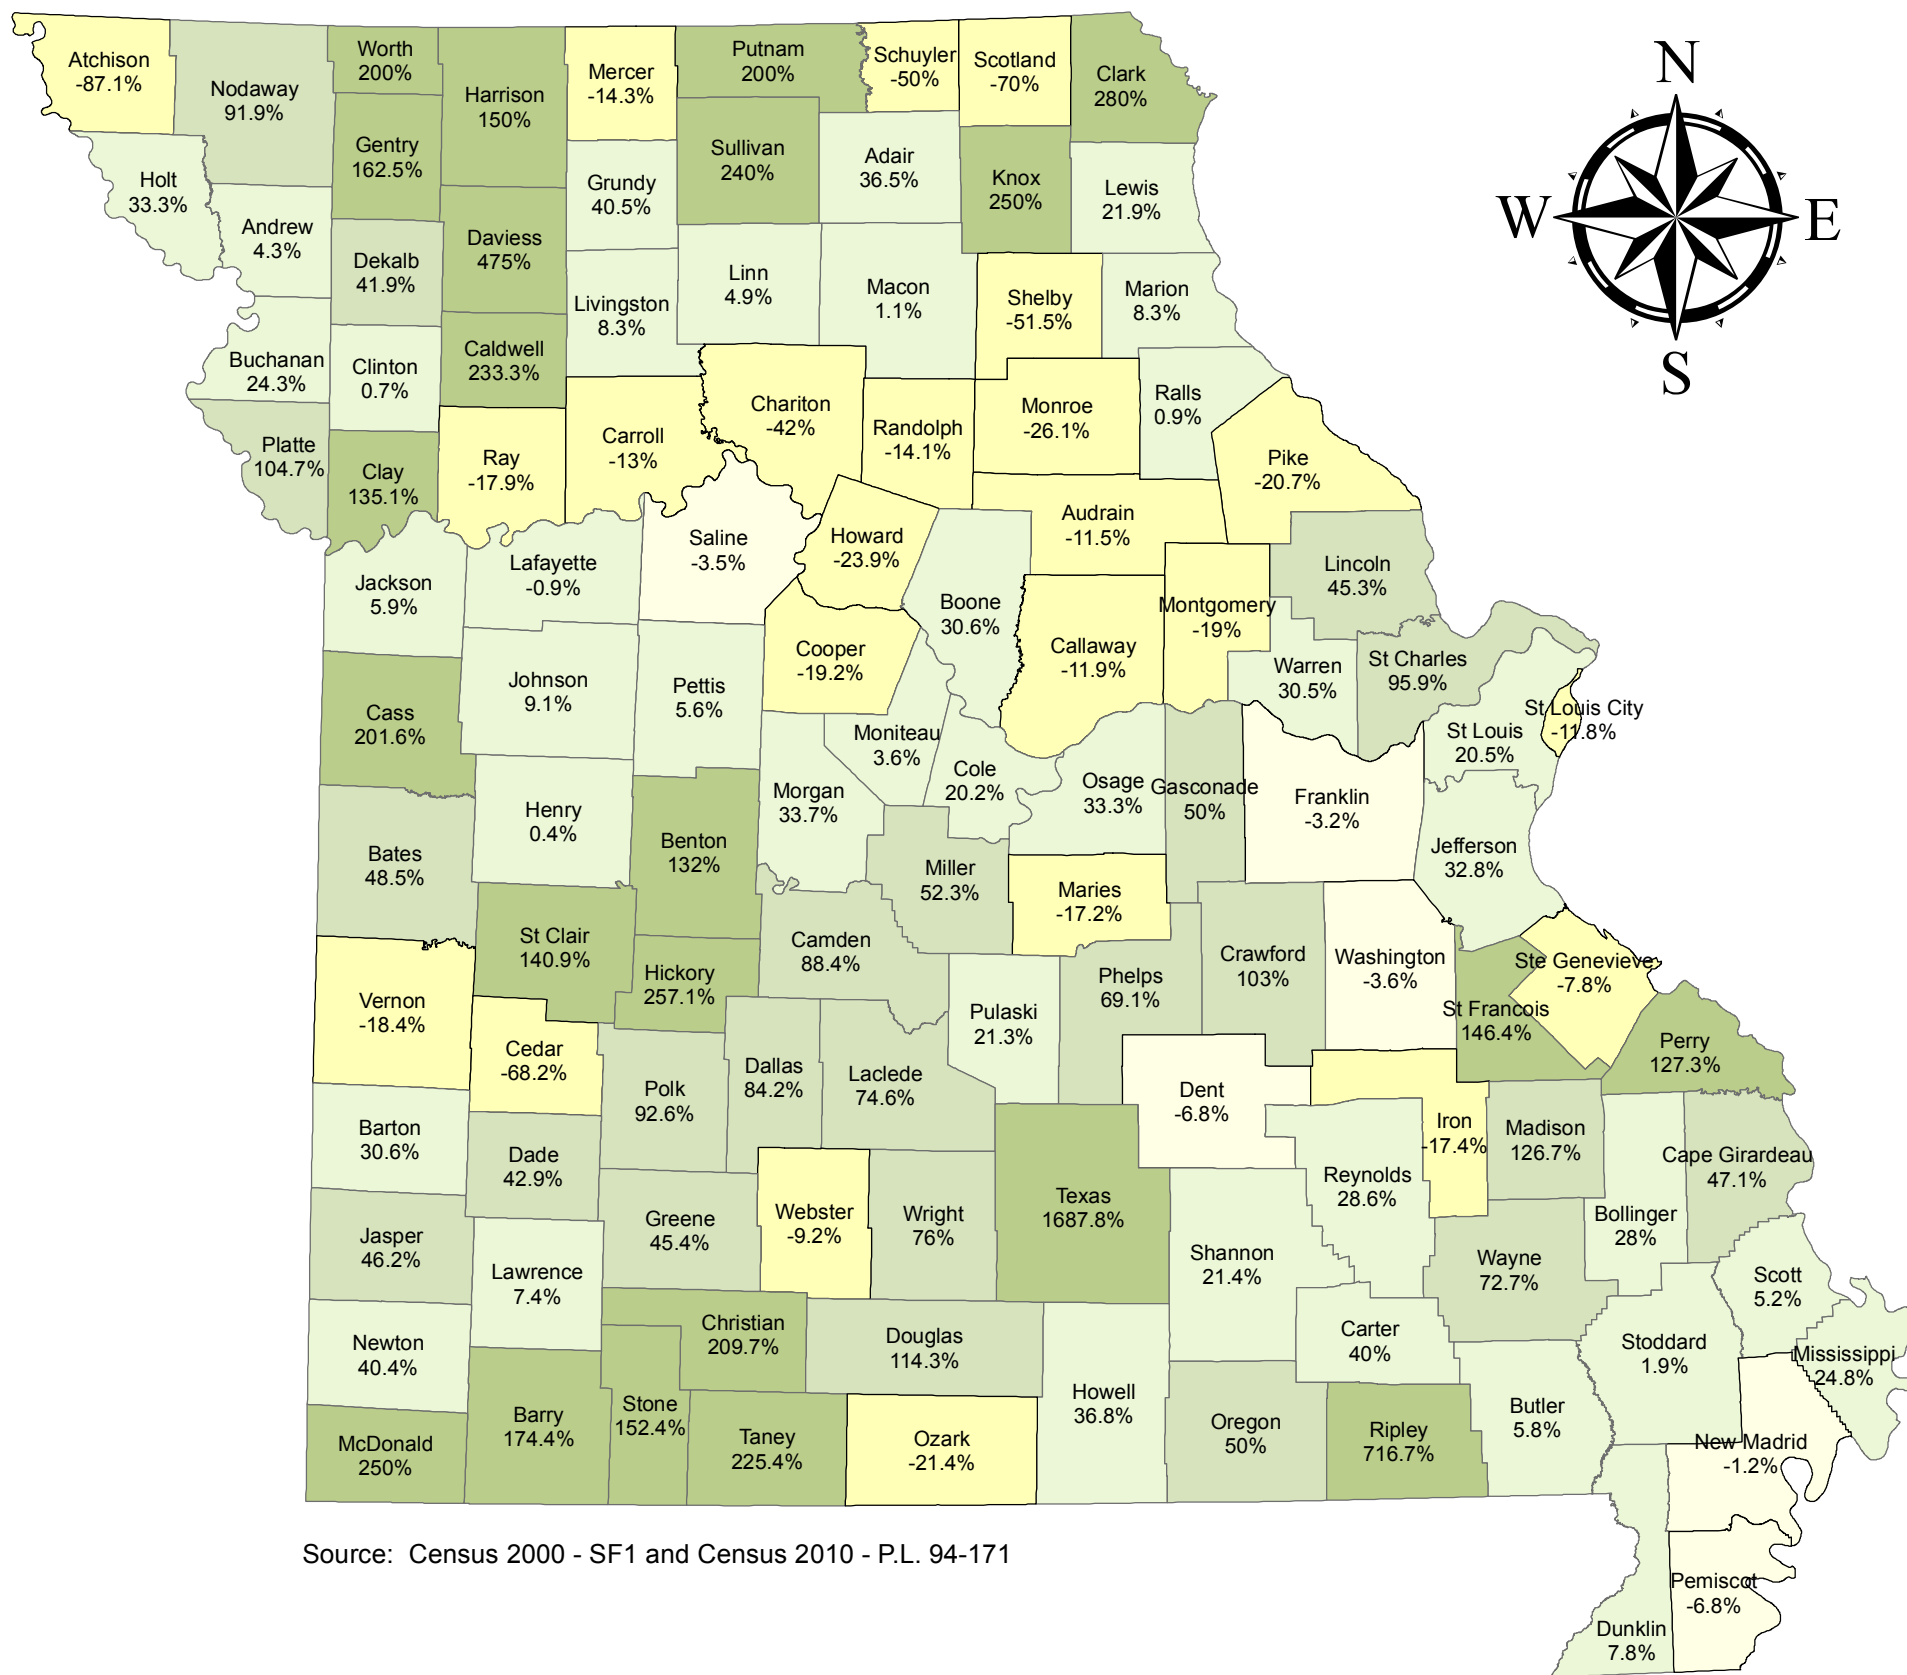 Atchison
-87.1%
Nodaway
91.9%
Worth
200%
Harrison
150%
Mercer
-14.3%
Putnam
200%
Schuyler
-50%
Scotland
-70%
Clark
280%
N
W
E
S
Holt
33.3%
Andrew
4.3%
Gentry
162.5%
Dekalb
41.9%
Daviess
475%
Grundy
40.5%
Sullivan
240%
Adair
36.5%
Knox
250%
Lewis
21.9%
Buchanan
24.3%
Clinton
0.7%
Caldwell
233.3%
Livingston
8.3%
Linn
4.9%
Macon
1.1%
Shelby
-51.5%
Marion
8.3%
Platte
104.7%
Clay
135.1%
Ray
-17.9%
Carroll
-13%
Chariton
-42%
Randolph
-14.1%
Monroe
-26.1%
Ralls
0.9%
Pike
-20.7%
Jackson
5.9%
Lafayette
-0.9%
Saline
-3.5%
Howard
-23.9%
Boone
30.6%
Audrain
-11.5%
Callaway
-11.9%
Montgomery
-19%
Lincoln
45.3%
Warren
30.5%
St Charles
95.9%
St Louis City
-11.8%
St Louis
20.5%
Cass
201.6%
Johnson
9.1%
Pettis
5.6%
Cooper
-19.2%
Moniteau
3.6%
Cole
20.2%
Osage
33.3%
Gasconade
50%
Franklin
-3.2%
Jefferson
32.8%
Bates
48.5%
Henry
0.4%
Benton
132%
Morgan
33.7%
Miller
52.3%
Maries
-17.2%
Vernon
-18.4%
St Clair
140.9%
Hickory
257.1%
Camden
88.4%
Pulaski
21.3%
Phelps
69.1%
Crawford
103%
Washington
-3.6%
St Francois
146.4%
Ste Genevieve
-7.8%
Perry
127.3%
Cedar
-68.2%
Polk
92.6%
Dallas
84.2%
Laclede
74.6%
Dent
-6.8%
Iron
-17.4%
Madison
126.7%
Barton
30.6%
Dade
42.9%
Greene
45.4%
Webster
-9.2%
Wright
76%
Texas
1687.8%
Reynolds
28.6%
Bollinger
28%
Cape Girardeau
47.1%
Jasper
46.2%
Lawrence
7.4%
Shannon
21.4%
Wayne
72.7%
Scott
5.2%
Newton
40.4%
Christian
209.7%
Douglas
114.3%
Carter
40%
Stoddard
1.9%
Mississippi
24.8%
McDonald
250%
Barry
174.4%
Stone
152.4%
Taney
225.4%
Ozark
-21.4%
Howell
36.8%
Oregon
50%
Ripley
716.7%
Butler
5.8%
New Madrid
-1.2%
Pemiscot
-6.8%
Dunklin
7.8%
Source: Census 2000 - SF1 and Census 2010 - P.L. 94-171